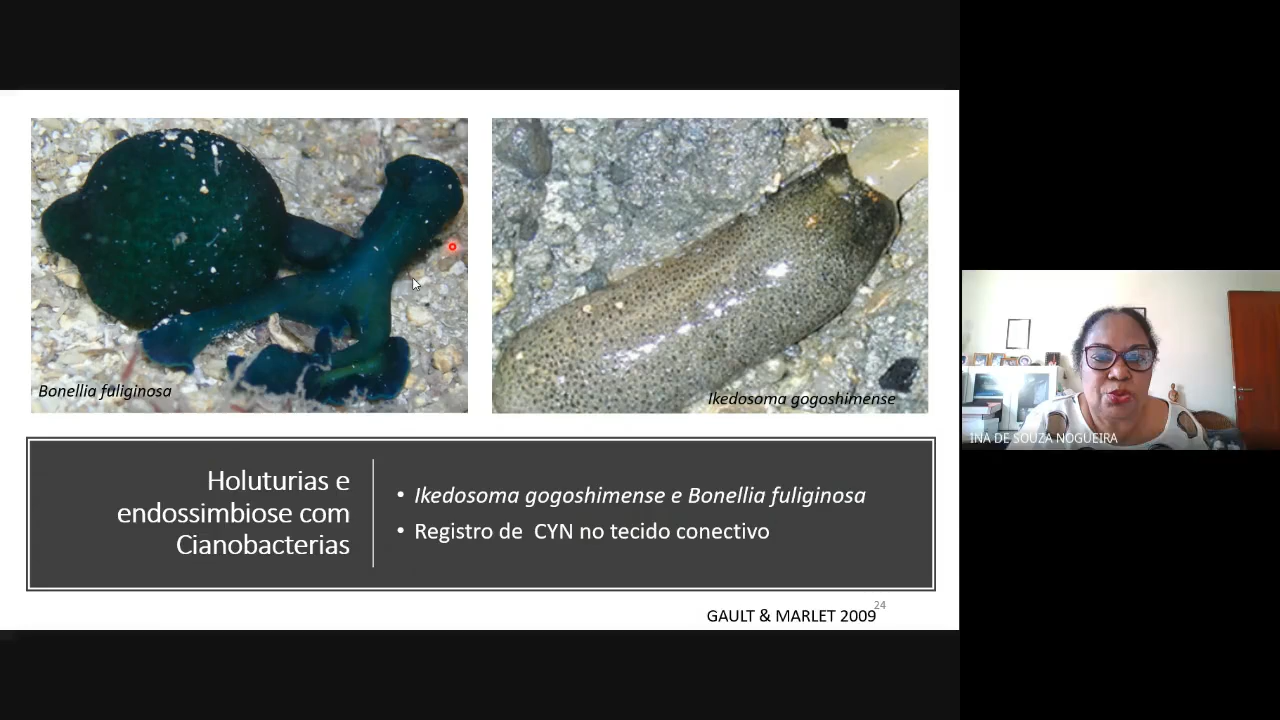 Bonellia fuliginosa
Ikedosoma gogoshimense
Holuturias e
endossimbiose com
Cianobacterias
• Ikedosoma gogoshimense e Bonellia fuliginosa
• Registro de CYN no tecido conectivo
24
GAULT & MARLET 2009
INA DE SOUZA NOGUEIRA